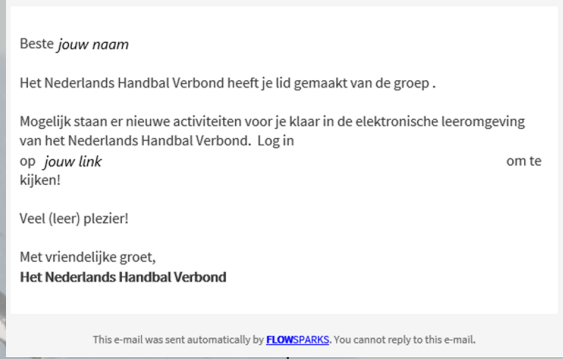 Beste jouw naam
Het Nederlands Handbal Verbond heeft je lid gemaakt van de groep .
Mogelijk staan er nieuwe activiteiten voor je klaar in de elektronische leeromgeving
van het Nederlands Handbal Verbond. Log in
op jouw link om te
kijken!
Veel (leer) plezier!
Met vriendelijke groet,
Het Nederlands Handbal Verbond
This e-mail was sent automatically by FLOWSPARKS. You cannot reply to this e-mail.